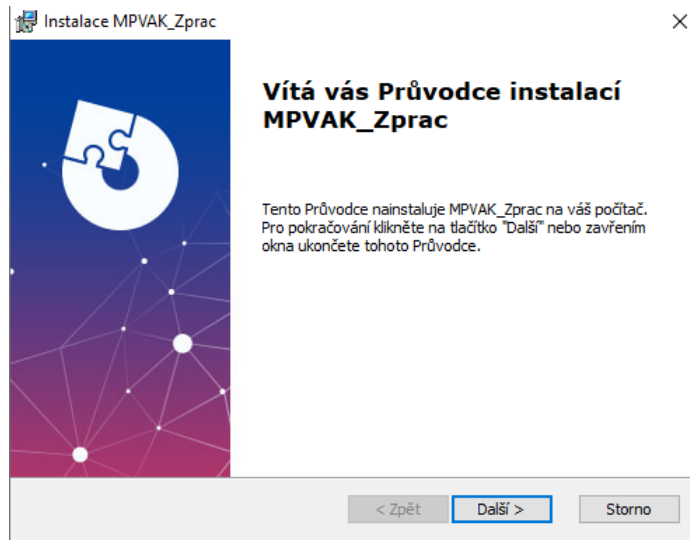 Instalace MPVAK_Zprac
Vítá vás Průvodce instalací
MPVAK_Zprac
Tento Průvodce nainstaluje MPVAK_Zprac na váš počítač.
Pro pokračování klikněte na tlačítko "Další" nebo zavřením
okna ukončete tohoto Průvodce.
< Zpět Další > Storno